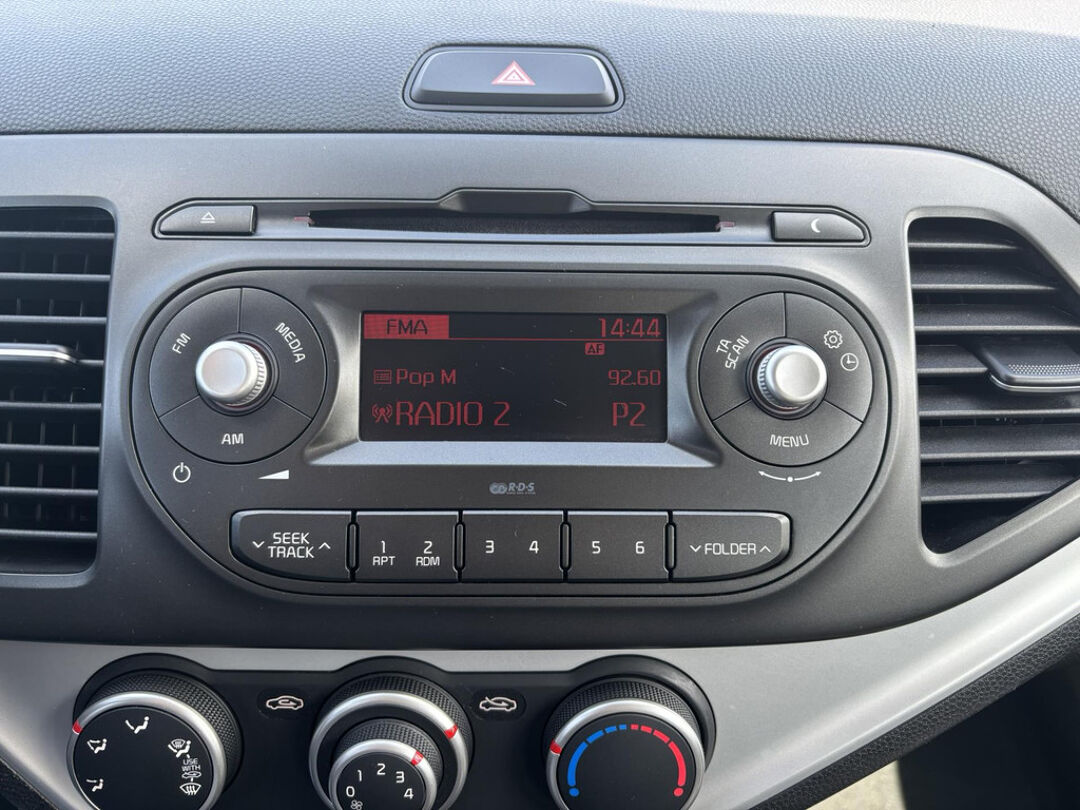 FMA 14:44
AF
Pop M 92.60
RADIO 2 P2
FM
MEDIA
AM
TA
SCAN
MENU
R·D·S
SEEK
TRACK
1 2 3 4 5 6 FOLDER
RPT RDM
USE
WITH
0 1 2 3 4